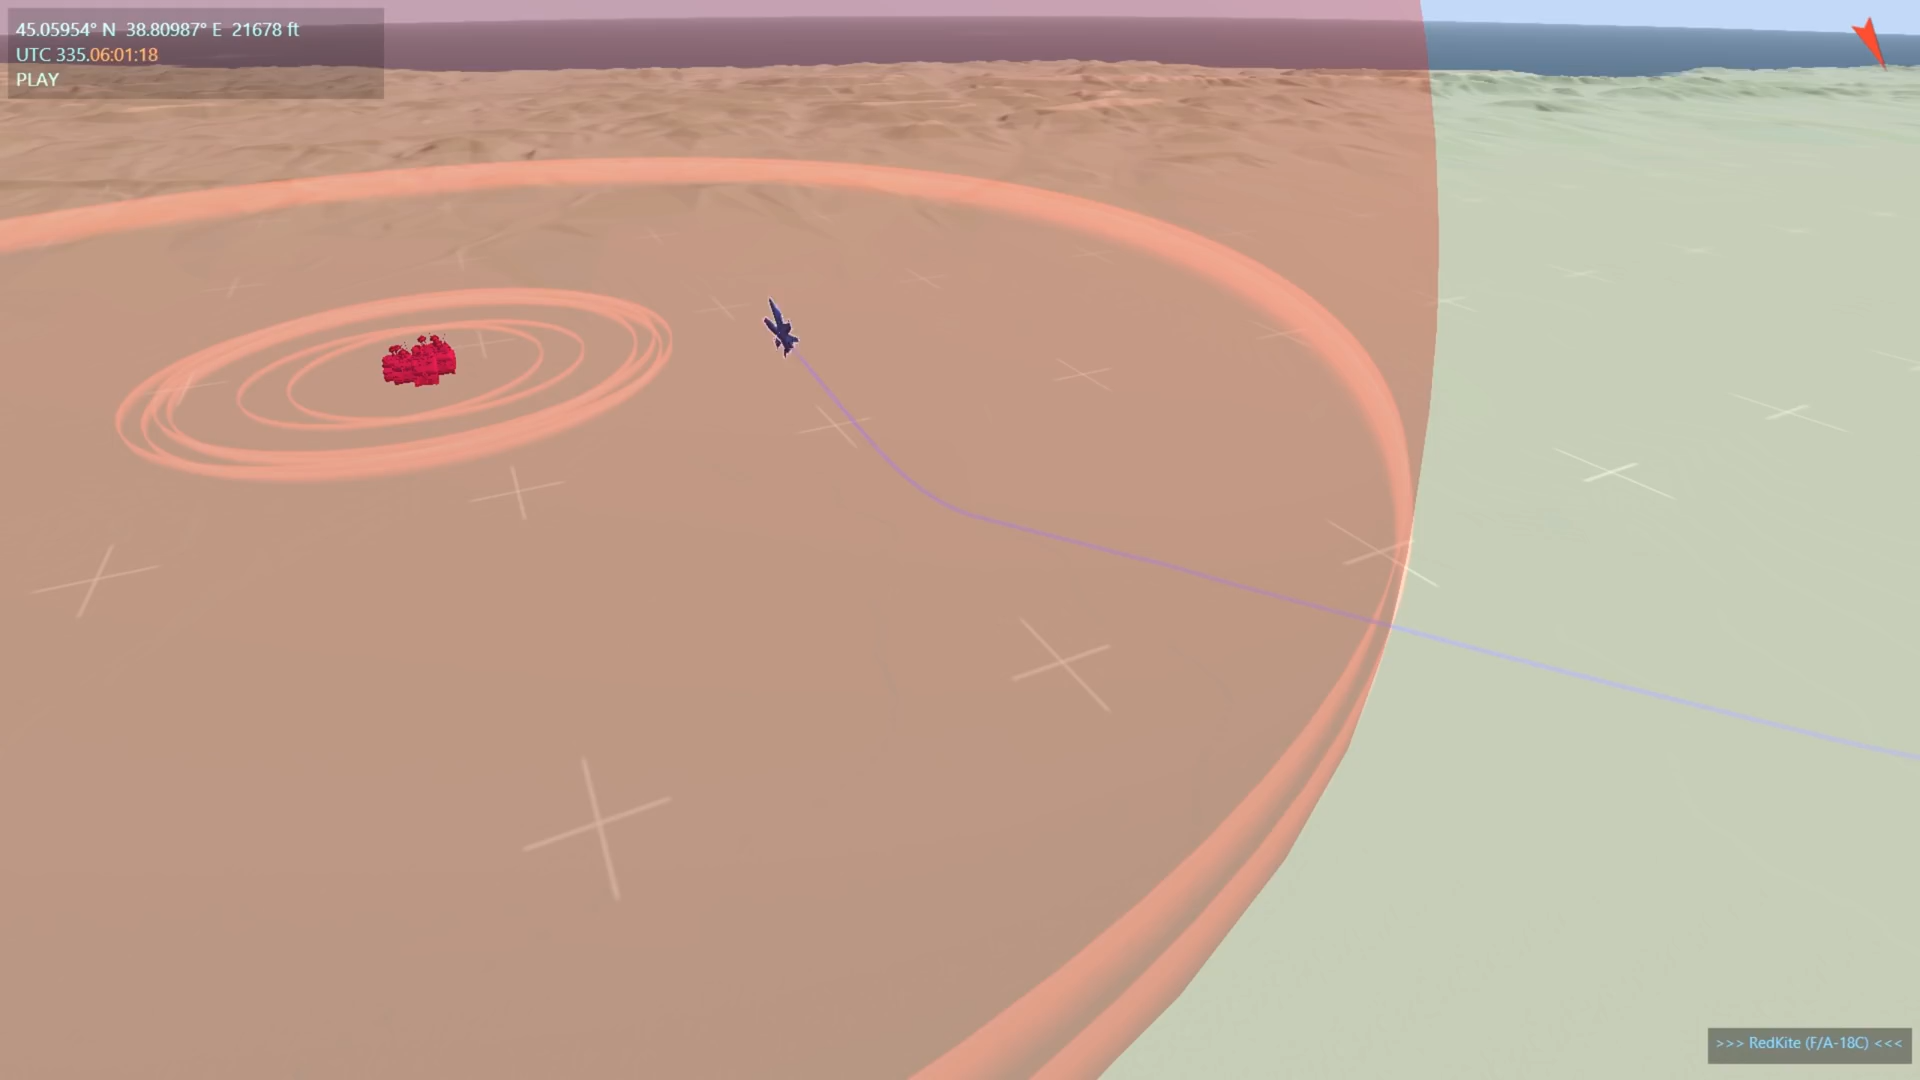 45.05954° N 38.80987° E 21678 ft
UTC 335.06:01:18
PLAY
>>> RedKite (F/A-18C) <<<